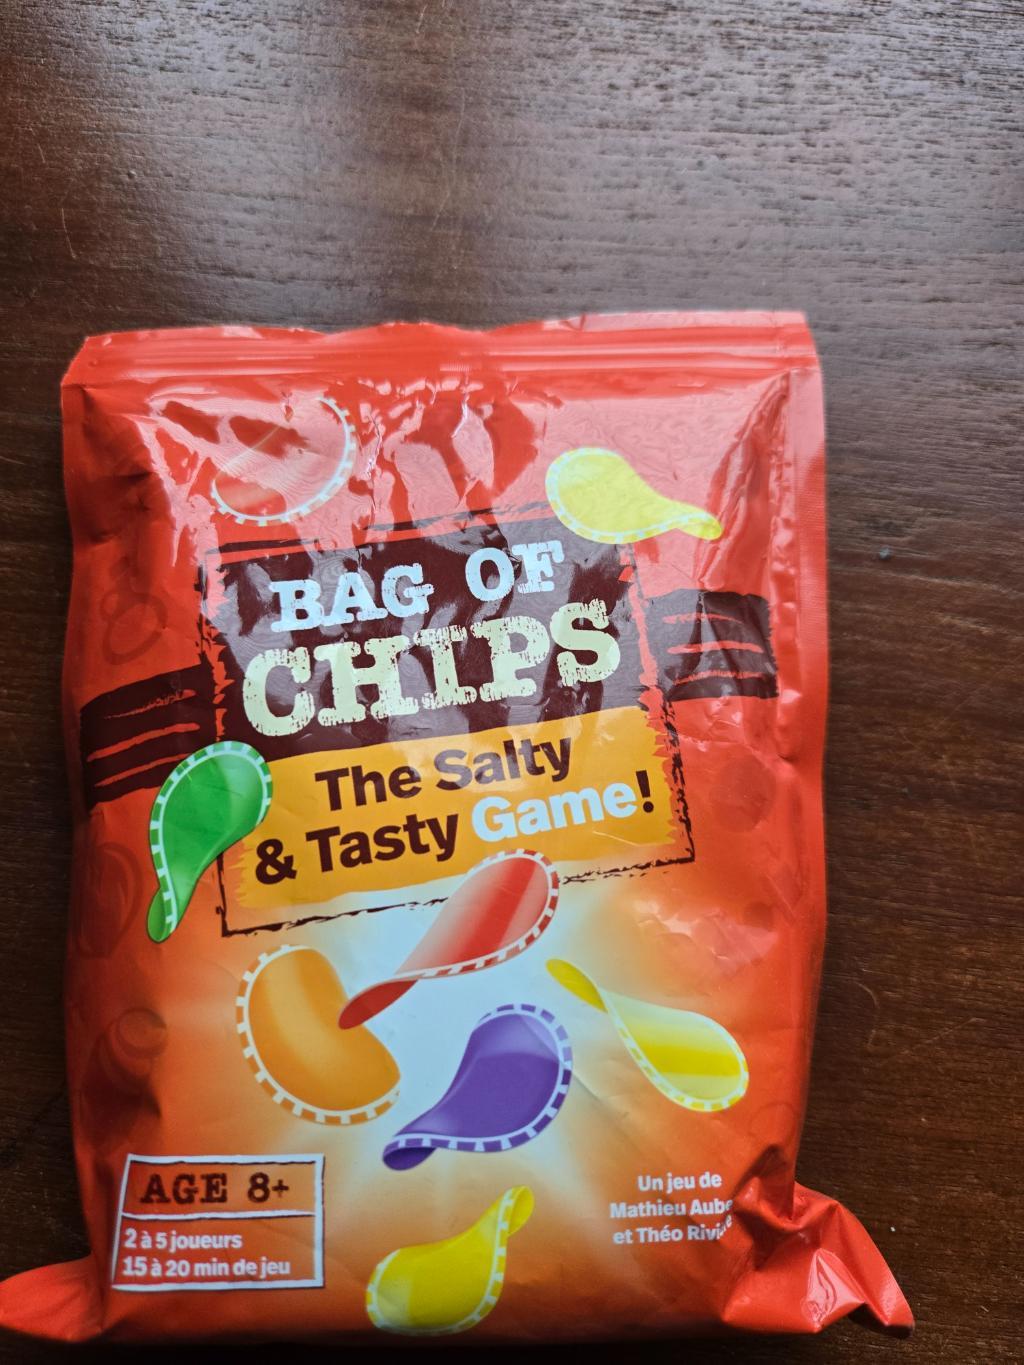 BAG OF
CHIPS
The Salty
& Tasty Game!
AGE 8+
2 à 5 joueurs
15 à 20 min de jeu
Un jeu de
Mathieu
et Théo